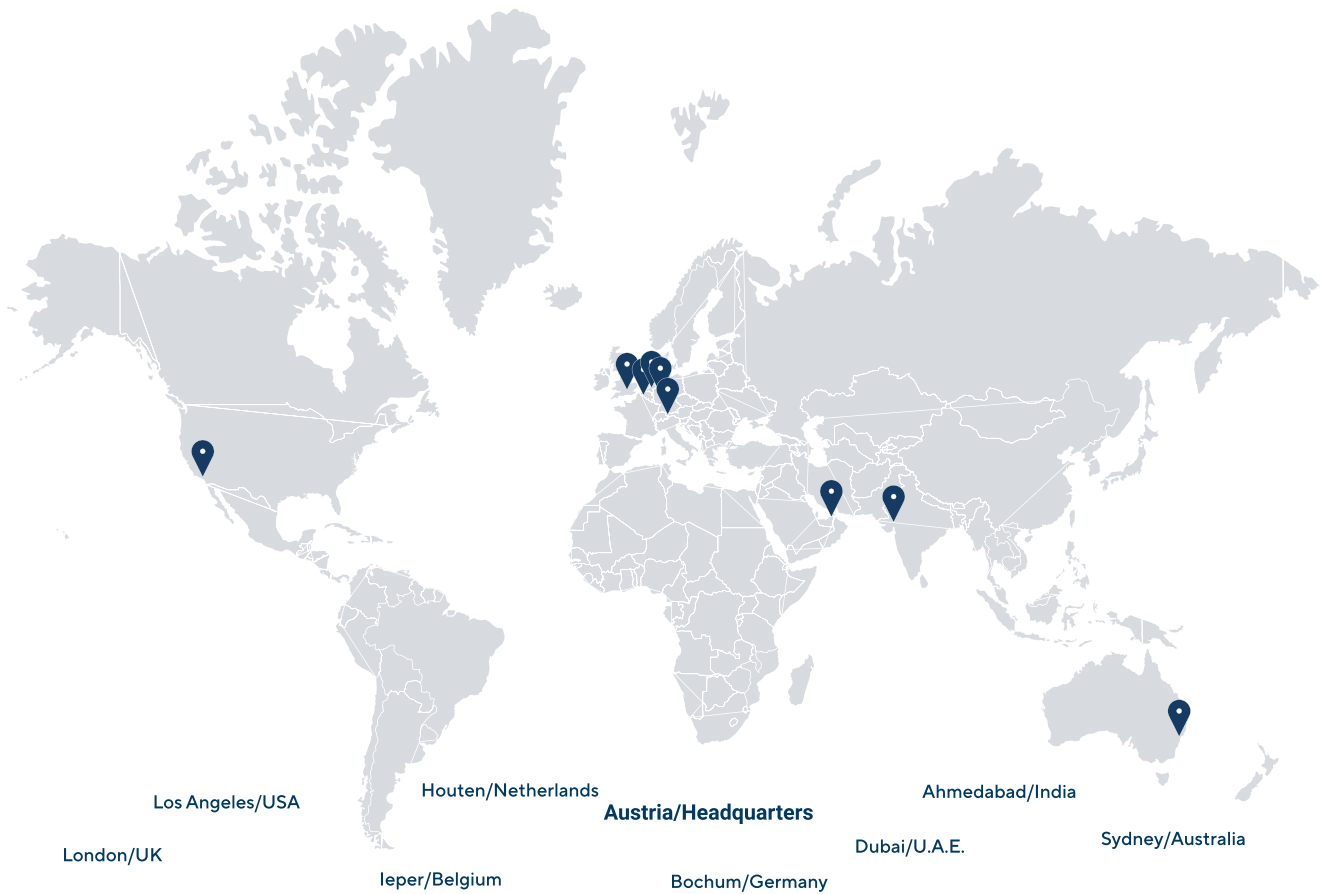 Houten/Netherlands
Ahmedabad/India
Los Angeles/USA
Austria/Headquarters
Sydney/Australia
Dubai/U.A.E.
London/UK
Ieper/Belgium
Bochum/Germany